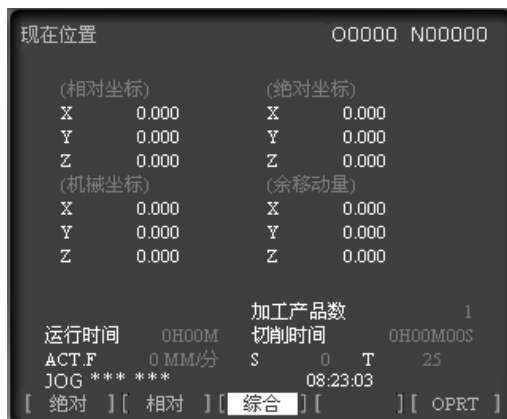 现在位置 O0000 N00000
(相对坐标) (绝对坐标)
X 0.000 X 0.000
Y 0.000 Y 0.000
Z 0.000 Z 0.000
(机械坐标) (余移动量)
X 0.000 X 0.000
Y 0.000 Y 0.000
Z 0.000 Z 0.000
加工产品数 1
运行时间 0H00M 切削时间 0H00M00S
ACT.F 0 MM/分 S 0 T 25
JOG *** *** 08:23:03
[ 绝对 ][ 相对 ][ 综合 ][ ][ OPRT ]